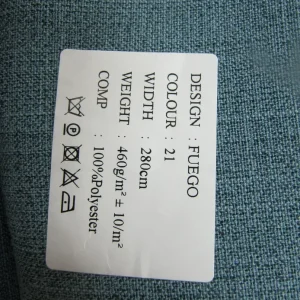 DESIGN : FUEGO
COLOUR : 21
WIDTH : 280cm
WEIGHT : 460g/m² ± 10/m²
COMP : 100%Polyester